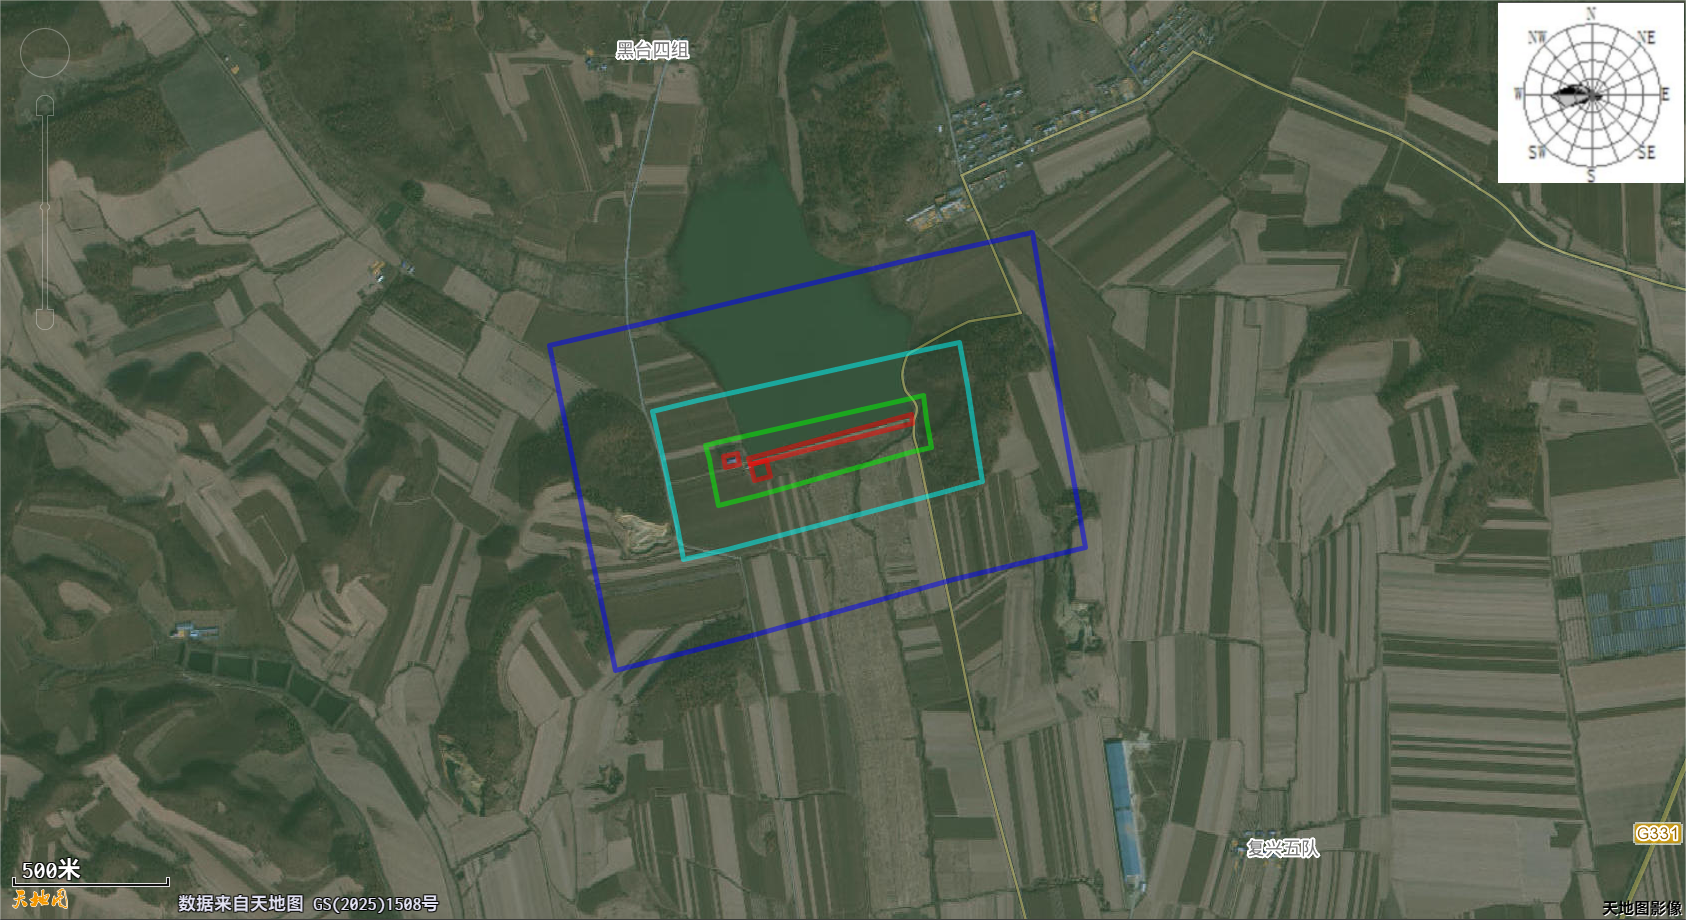 黑台四组
N
NW
NE
W
E
SW
SE
S
G331
复兴五队
500米
天地图
数据来自天地图 GS(2025)1508号
天地图影像